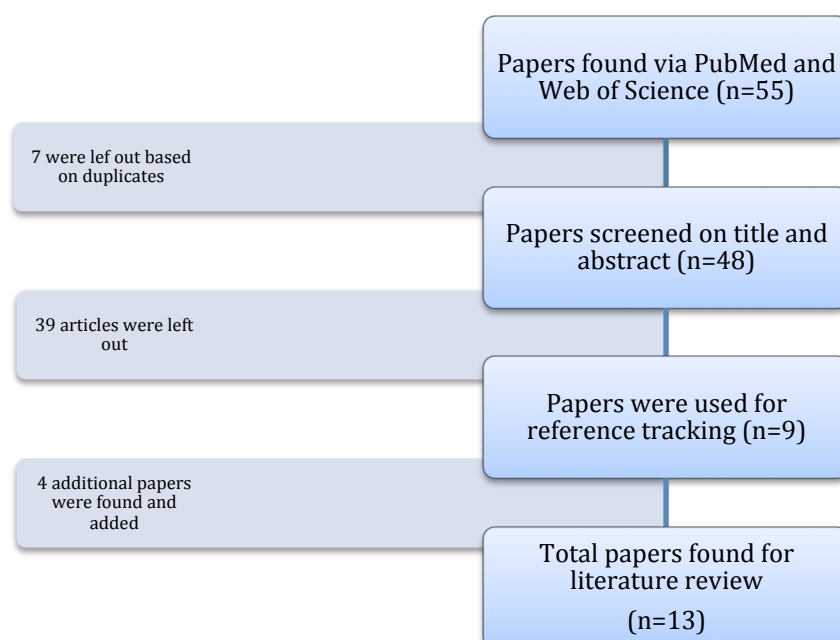 Papers found via PubMed and
Web of Science (n=55)
7 were lef out based
on duplicates
Papers screened on title and
abstract (n=48)
39 articles were left
out
Papers were used for
reference tracking (n=9)
4 additional papers
were found and
added
Total papers found for
literature review
(n=13)